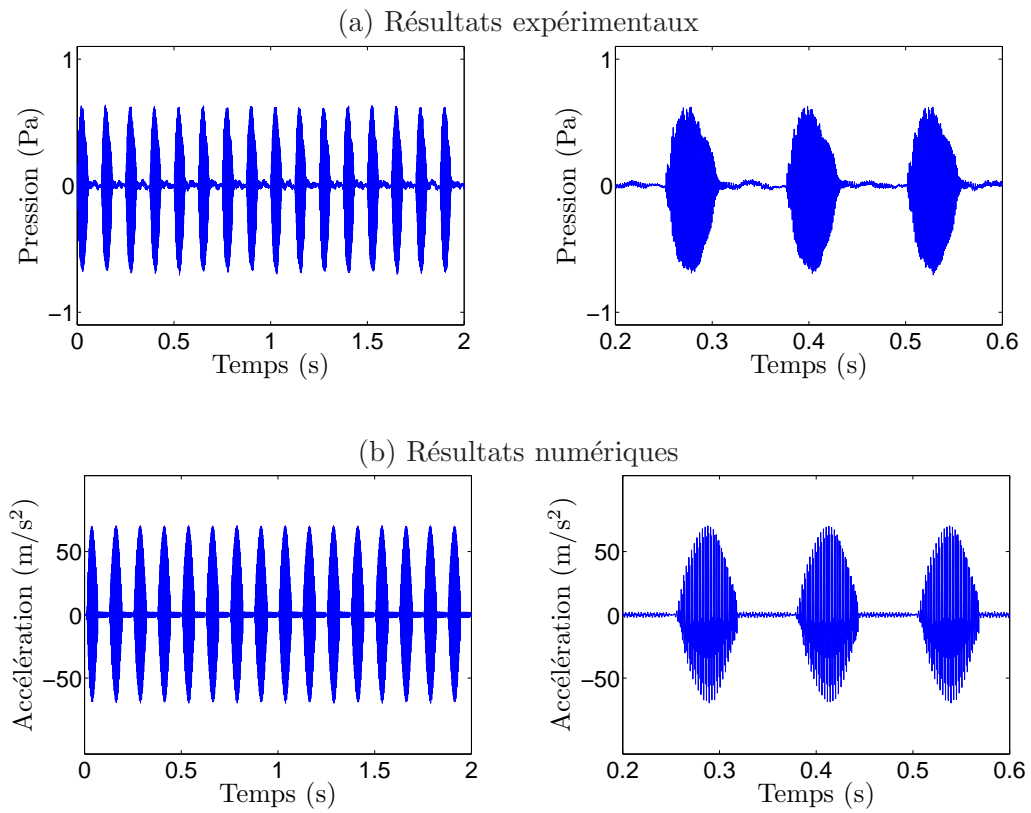 (a) Résultats expérimentaux
Pression (Pa)
1
0
−1
0 0.5 1 1.5 2
Temps (s)
Pression (Pa)
1
0
−1
0.2 0.3 0.4 0.5 0.6
Temps (s)
(b) Résultats numériques
Accélération (m/s²)
50
0
−50
0 0.5 1 1.5 2
Temps (s)
Accélération (m/s²)
50
0
−50
0.2 0.3 0.4 0.5 0.6
Temps (s)